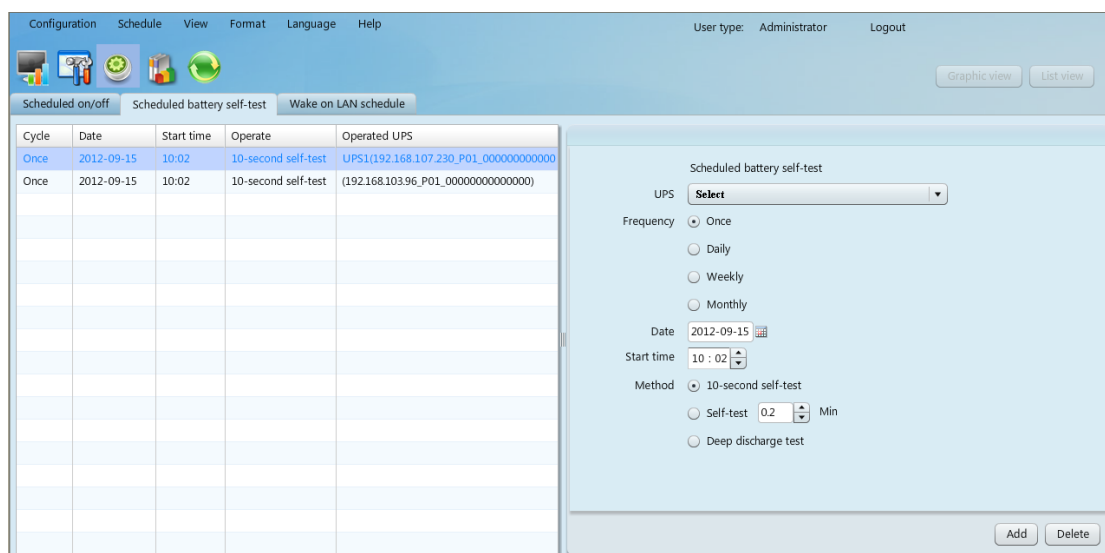 Configuration Schedule View Format Language Help User type: Administrator Logout
Graphic view List view
Scheduled on/off Scheduled battery self-test Wake on LAN schedule
Cycle Date Start time Operate Operated UPS
Once 2012-09-15 10:02 10-second self-test UPS1(192.168.107.230_P01_000000000000
Once 2012-09-15 10:02 10-second self-test (192.168.103.96_P01_00000000000000)
Scheduled battery self-test
UPS Select
Frequency Once
Daily
Weekly
Monthly
Date 2012-09-15
Start time 10 : 02
Method 10-second self-test
Self-test 0.2 Min
Deep discharge test
Add Delete